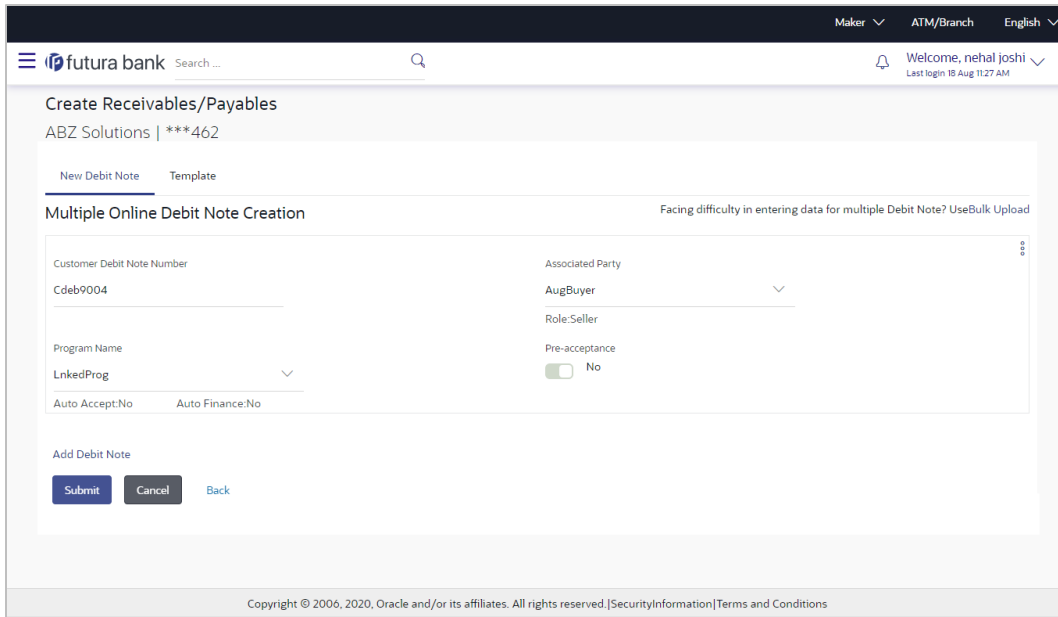 Maker ATM/Branch English
futura bank Search ... Welcome, nehal joshi
Last login 18 Aug 11:27 AM
Create Receivables/Payables
ABZ Solutions | ***462
New Debit Note Template
Multiple Online Debit Note Creation Facing difficulty in entering data for multiple Debit Note? UseBulk Upload
Customer Debit Note Number Associated Party
Cdeb9004 AugBuyer
Role:Seller
Program Name Pre-acceptance
LnkedProg No
Auto Accept:No Auto Finance:No
Add Debit Note
Submit Cancel Back
Copyright © 2006, 2020, Oracle and/or its affiliates. All rights reserved.|SecurityInformation|Terms and Conditions